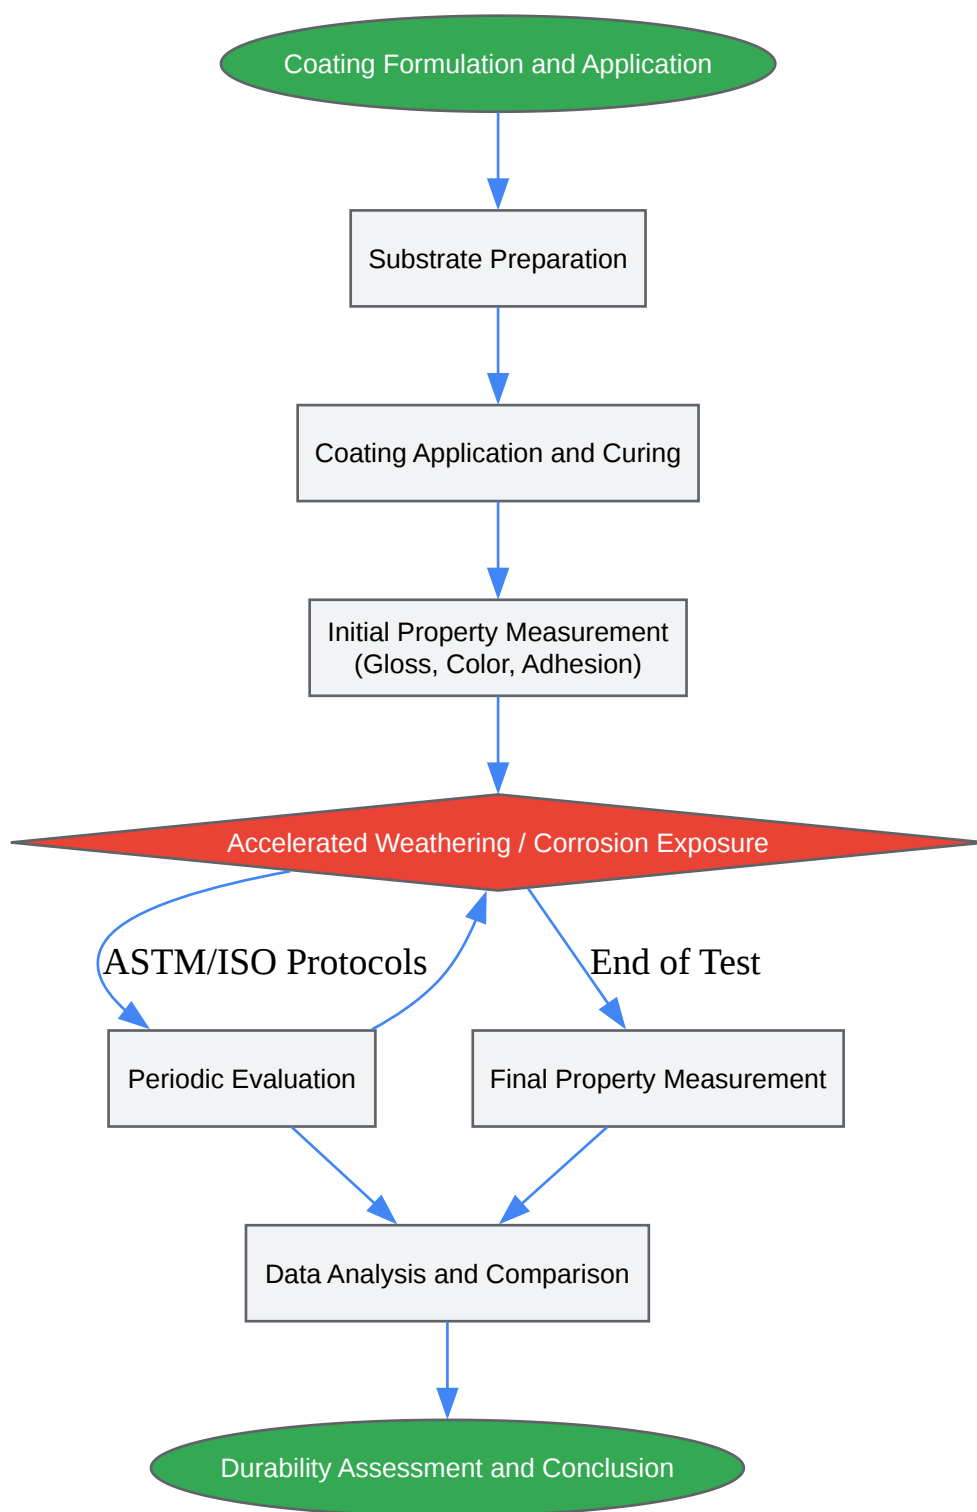 Coating Formulation and Application
Substrate Preparation
Coating Application and Curing
Initial Property Measurement
(Gloss, Color, Adhesion)
Accelerated Weathering / Corrosion Exposure
ASTM/ISO Protocols
End of Test
Periodic Evaluation
Final Property Measurement
Data Analysis and Comparison
Durability Assessment and Conclusion